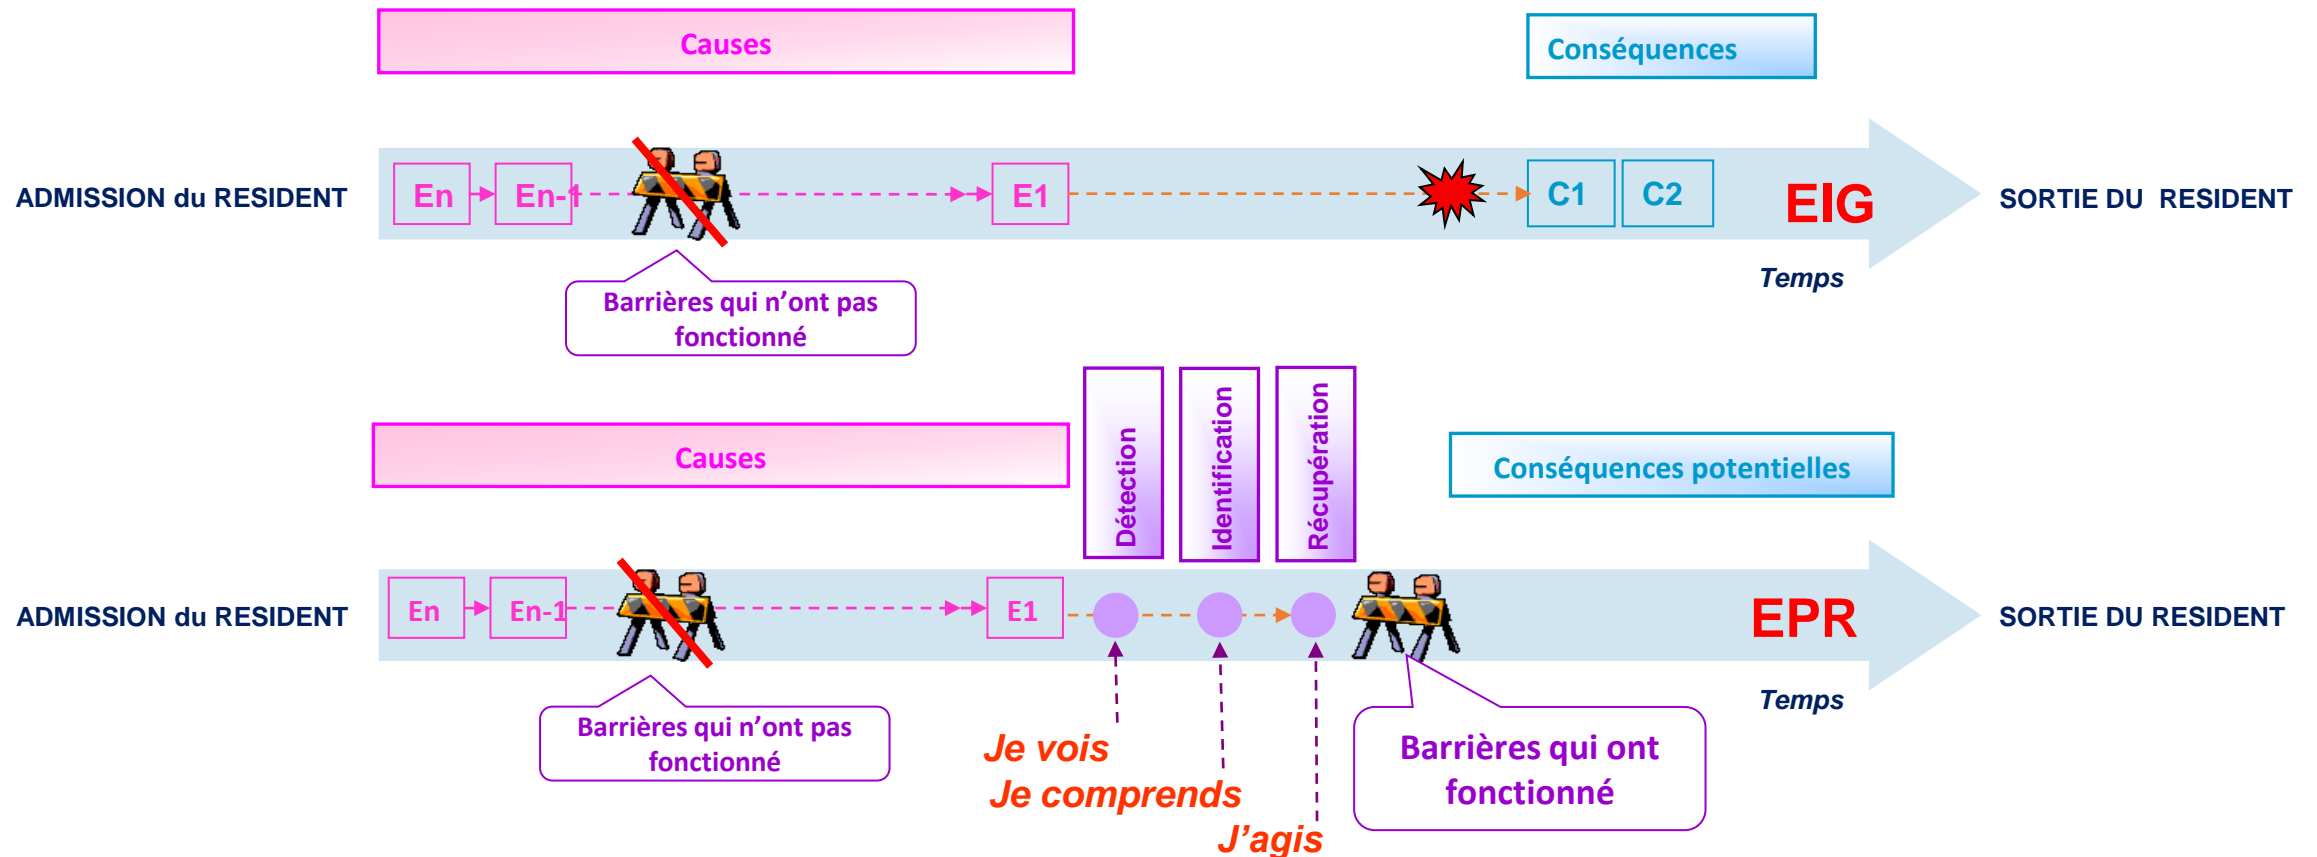 Causes
Conséquences
ADMISSION du RESIDENT
En
En-1
E1
C1
C2
EIG
SORTIE DU  RESIDENT
Temps
Barrières qui n’ont pas
fonctionné
Causes
Détection
Identification
Récupération
Conséquences potentielles
ADMISSION du RESIDENT
En
En-1
E1
EPR
SORTIE DU RESIDENT
Temps
Barrières qui n’ont pas
fonctionné
Je vois
Je comprends
J’agis
Barrières qui ont
fonctionné